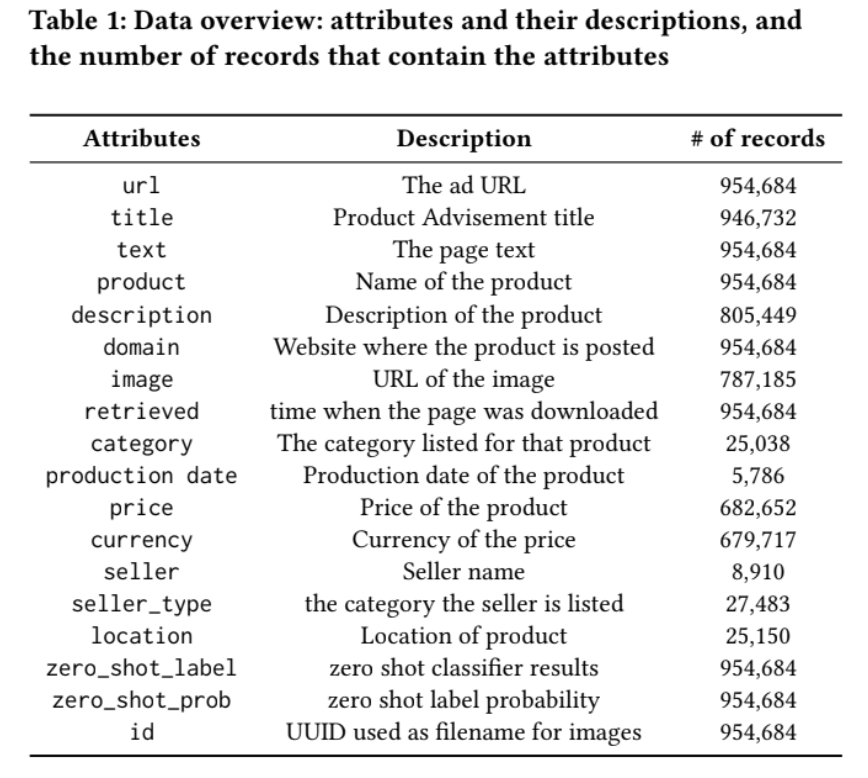 Table 1: Data overview: attributes and their descriptions, and
the number of records that contain the attributes
Attributes Description # of records
url The ad URL 954,684
title Product Advisement title 946,732
text The page text 954,684
product Name of the product 954,684
description Description of the product 805,449
domain Website where the product is posted 954,684
image URL of the image 787,185
retrieved time when the page was downloaded 954,684
category The category listed for that product 25,038
production date Production date of the product 5,786
price Price of the product 682,652
currency Currency of the price 679,717
seller Seller name 8,910
seller_type the category the seller is listed 27,483
location Location of product 25,150
zero_shot_label zero shot classifier results 954,684
zero_shot_prob zero shot label probability 954,684
id UUID used as filename for images 954,684